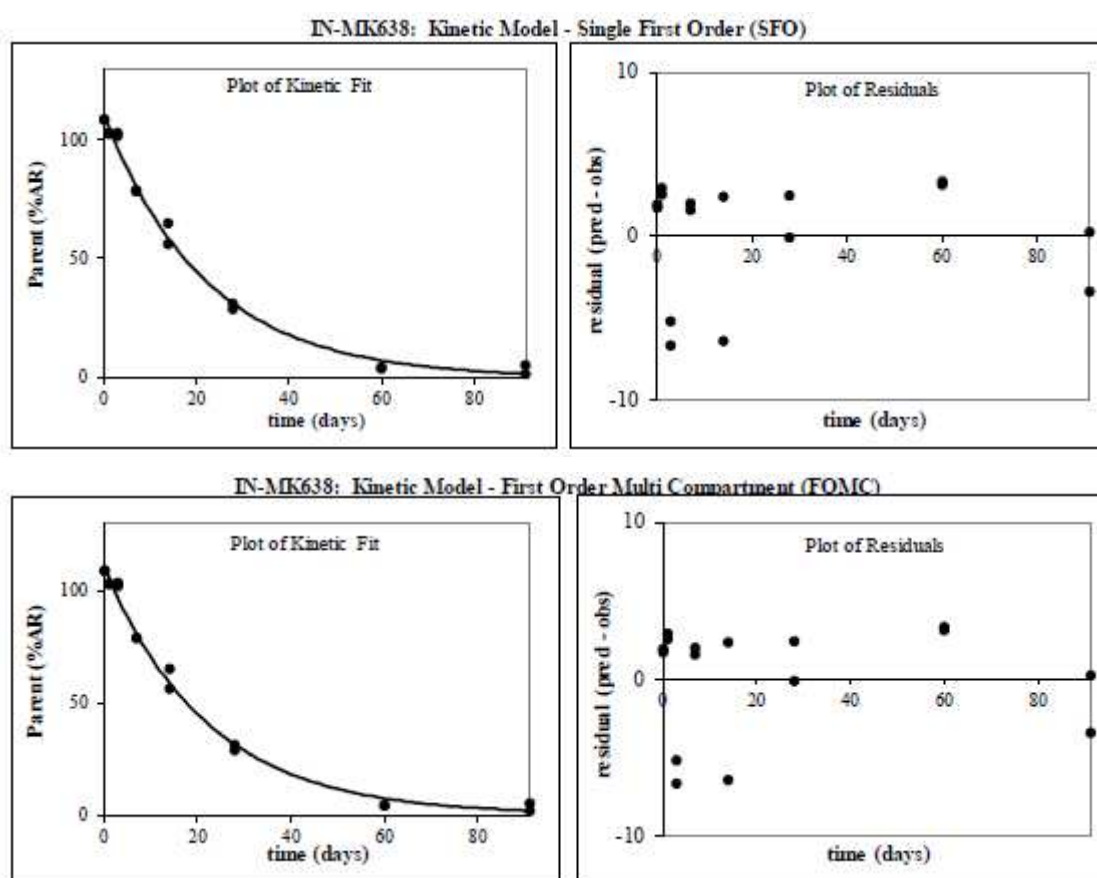 IN-MK638: Kinetic Model - Single First Order (SFO)
Plot of Kinetic Fit
Parent (%AR)
100
50
0
0 20 40 60 80
time (days)
Plot of Residuals
residual (pred - obs)
10
0
-10
0 20 40 60 80
time (days)
IN-MK638: Kinetic Model - First Order Multi Compartment (FOMC)
Plot of Kinetic Fit
Parent (%AR)
100
50
0
0 20 40 60 80
time (days)
Plot of Residuals
residual (pred - obs)
10
0
-10
0 20 40 60 80
time (days)